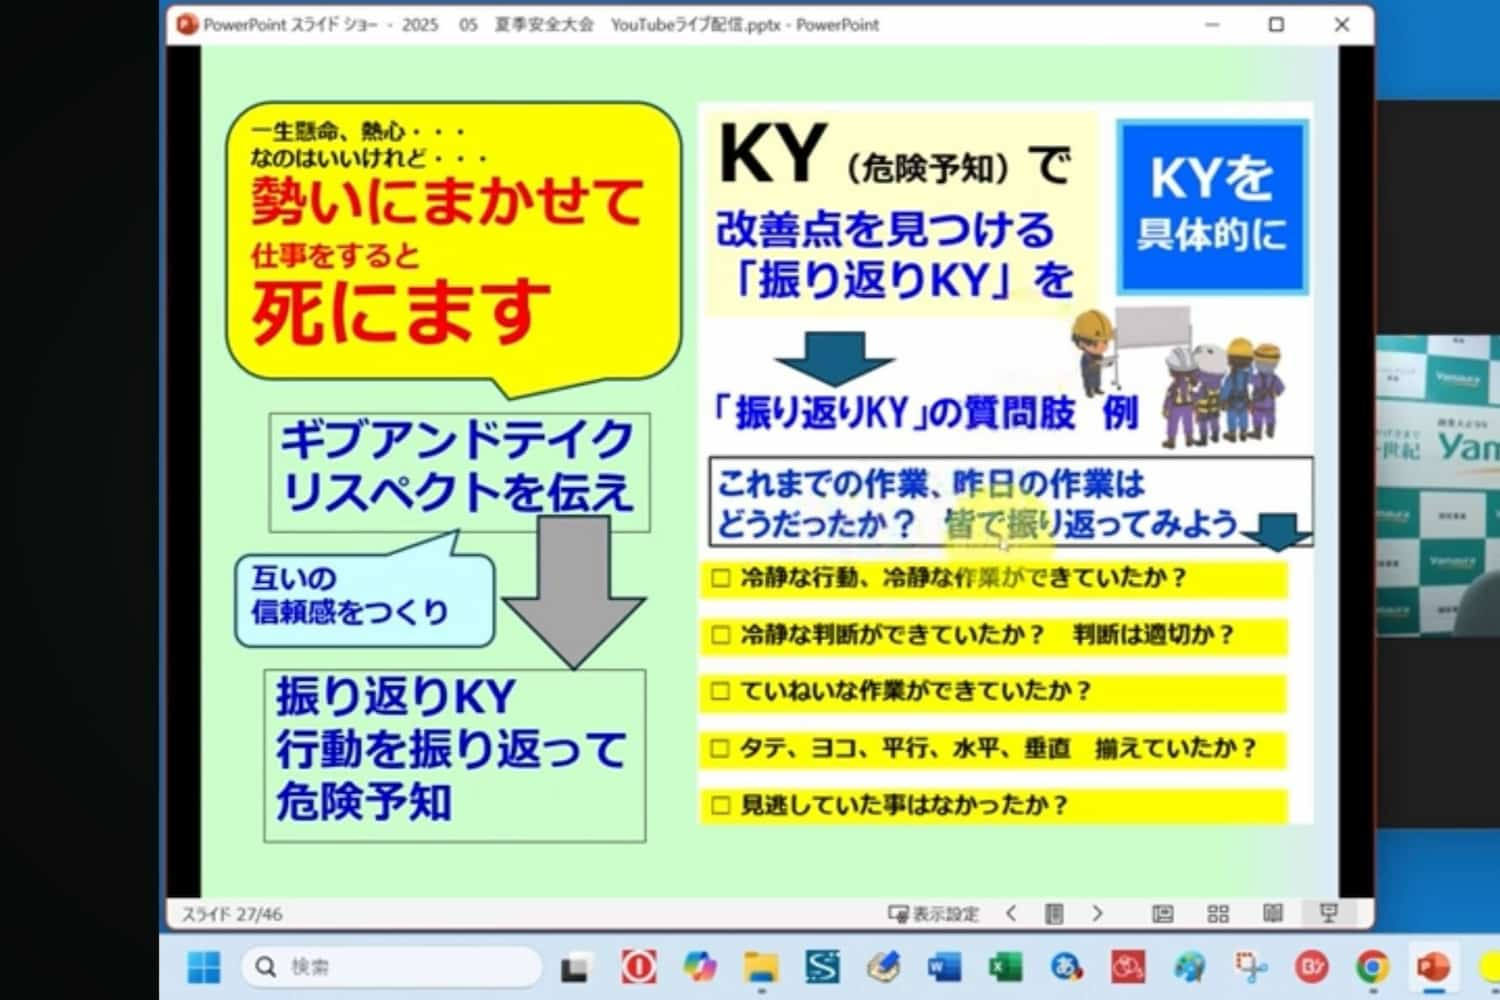 PowerPoint スライド ショー - 2025 05 夏季安全大会 YouTubeライブ配信.pptx - PowerPoint
一生懸命、熱心・・・
なのはいいけれど・・・
勢いにまかせて
仕事をすると
死にます
ギブアンドテイク
リスペクトを伝え
互いの
信頼感をつくり
振り返りKY
行動を振り返って
危険予知
KY（危険予知）で
改善点を見つける
「振り返りKY」を
KYを
具体的に
「振り返りKY」の質問肢 例
これまでの作業、昨日の作業は
どうだったか？ 皆で振り返ってみよう
□ 冷静な行動、冷静な作業ができていたか？
□ 冷静な判断ができていたか？ 判断は適切か？
□ ていねいな作業ができていたか？
□ タテ、ヨコ、平行、水平、垂直 揃えていたか？
□ 見逃していた事はなかったか？
Yamaura
世紀
Yam
スライド 27/46
表示設定
検索